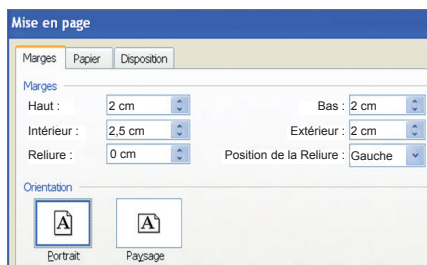 Mise en page
Marges Papier Disposition
Marges
Haut : 2 cm Bas : 2 cm
Intérieur : 2,5 cm Extérieur : 2 cm
Reliure : 0 cm Position de la Reliure : Gauche
Orientation
A A
Portrait Paysage